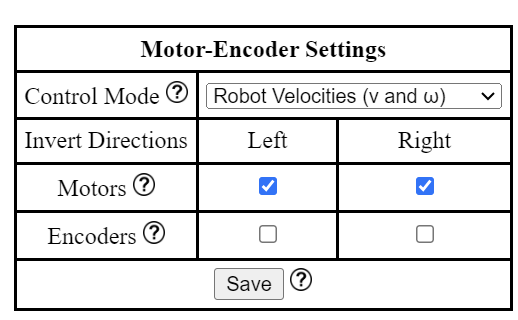 Motor-Encoder Settings
Control Mode ? Robot Velocities (v and ω)
Invert Directions Left Right
Motors ?
Encoders ?
Save ?